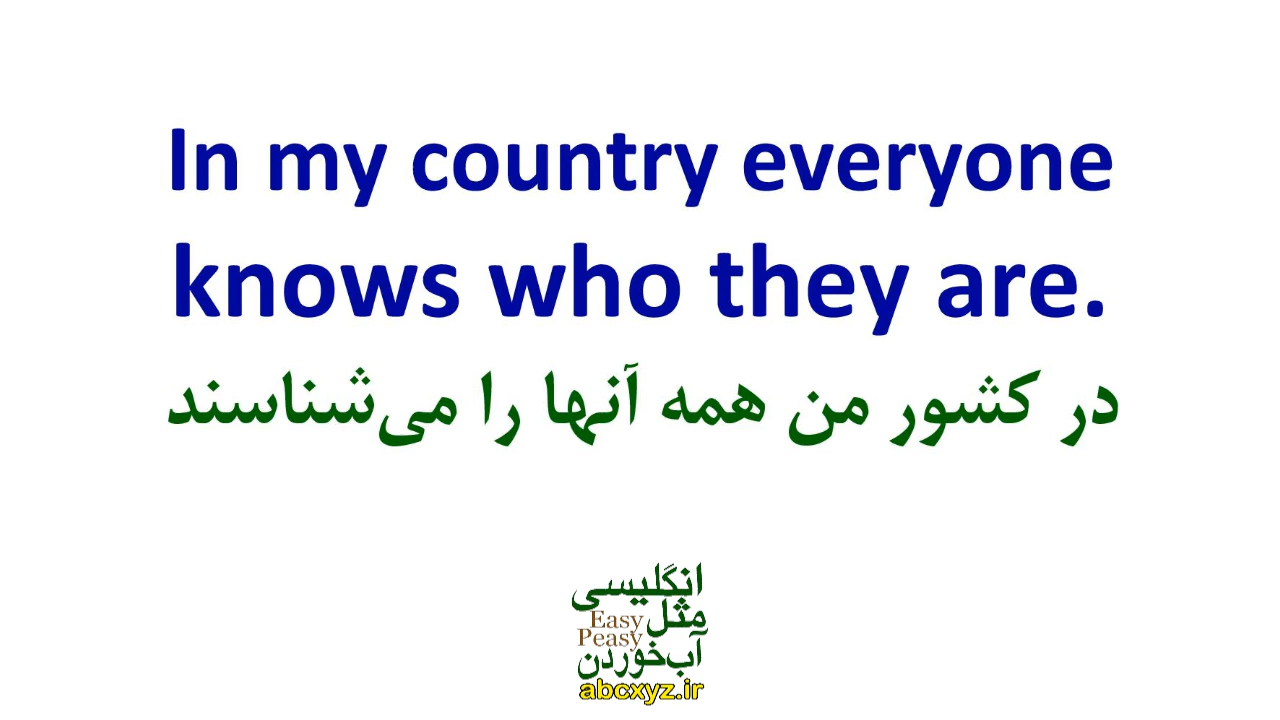 In my country everyone
knows who they are.
در کشور من همه آنها را می‌شناسند
انگلیسی
مثل
Easy
Peasy
آب‌خوردن
abcxyz.ir